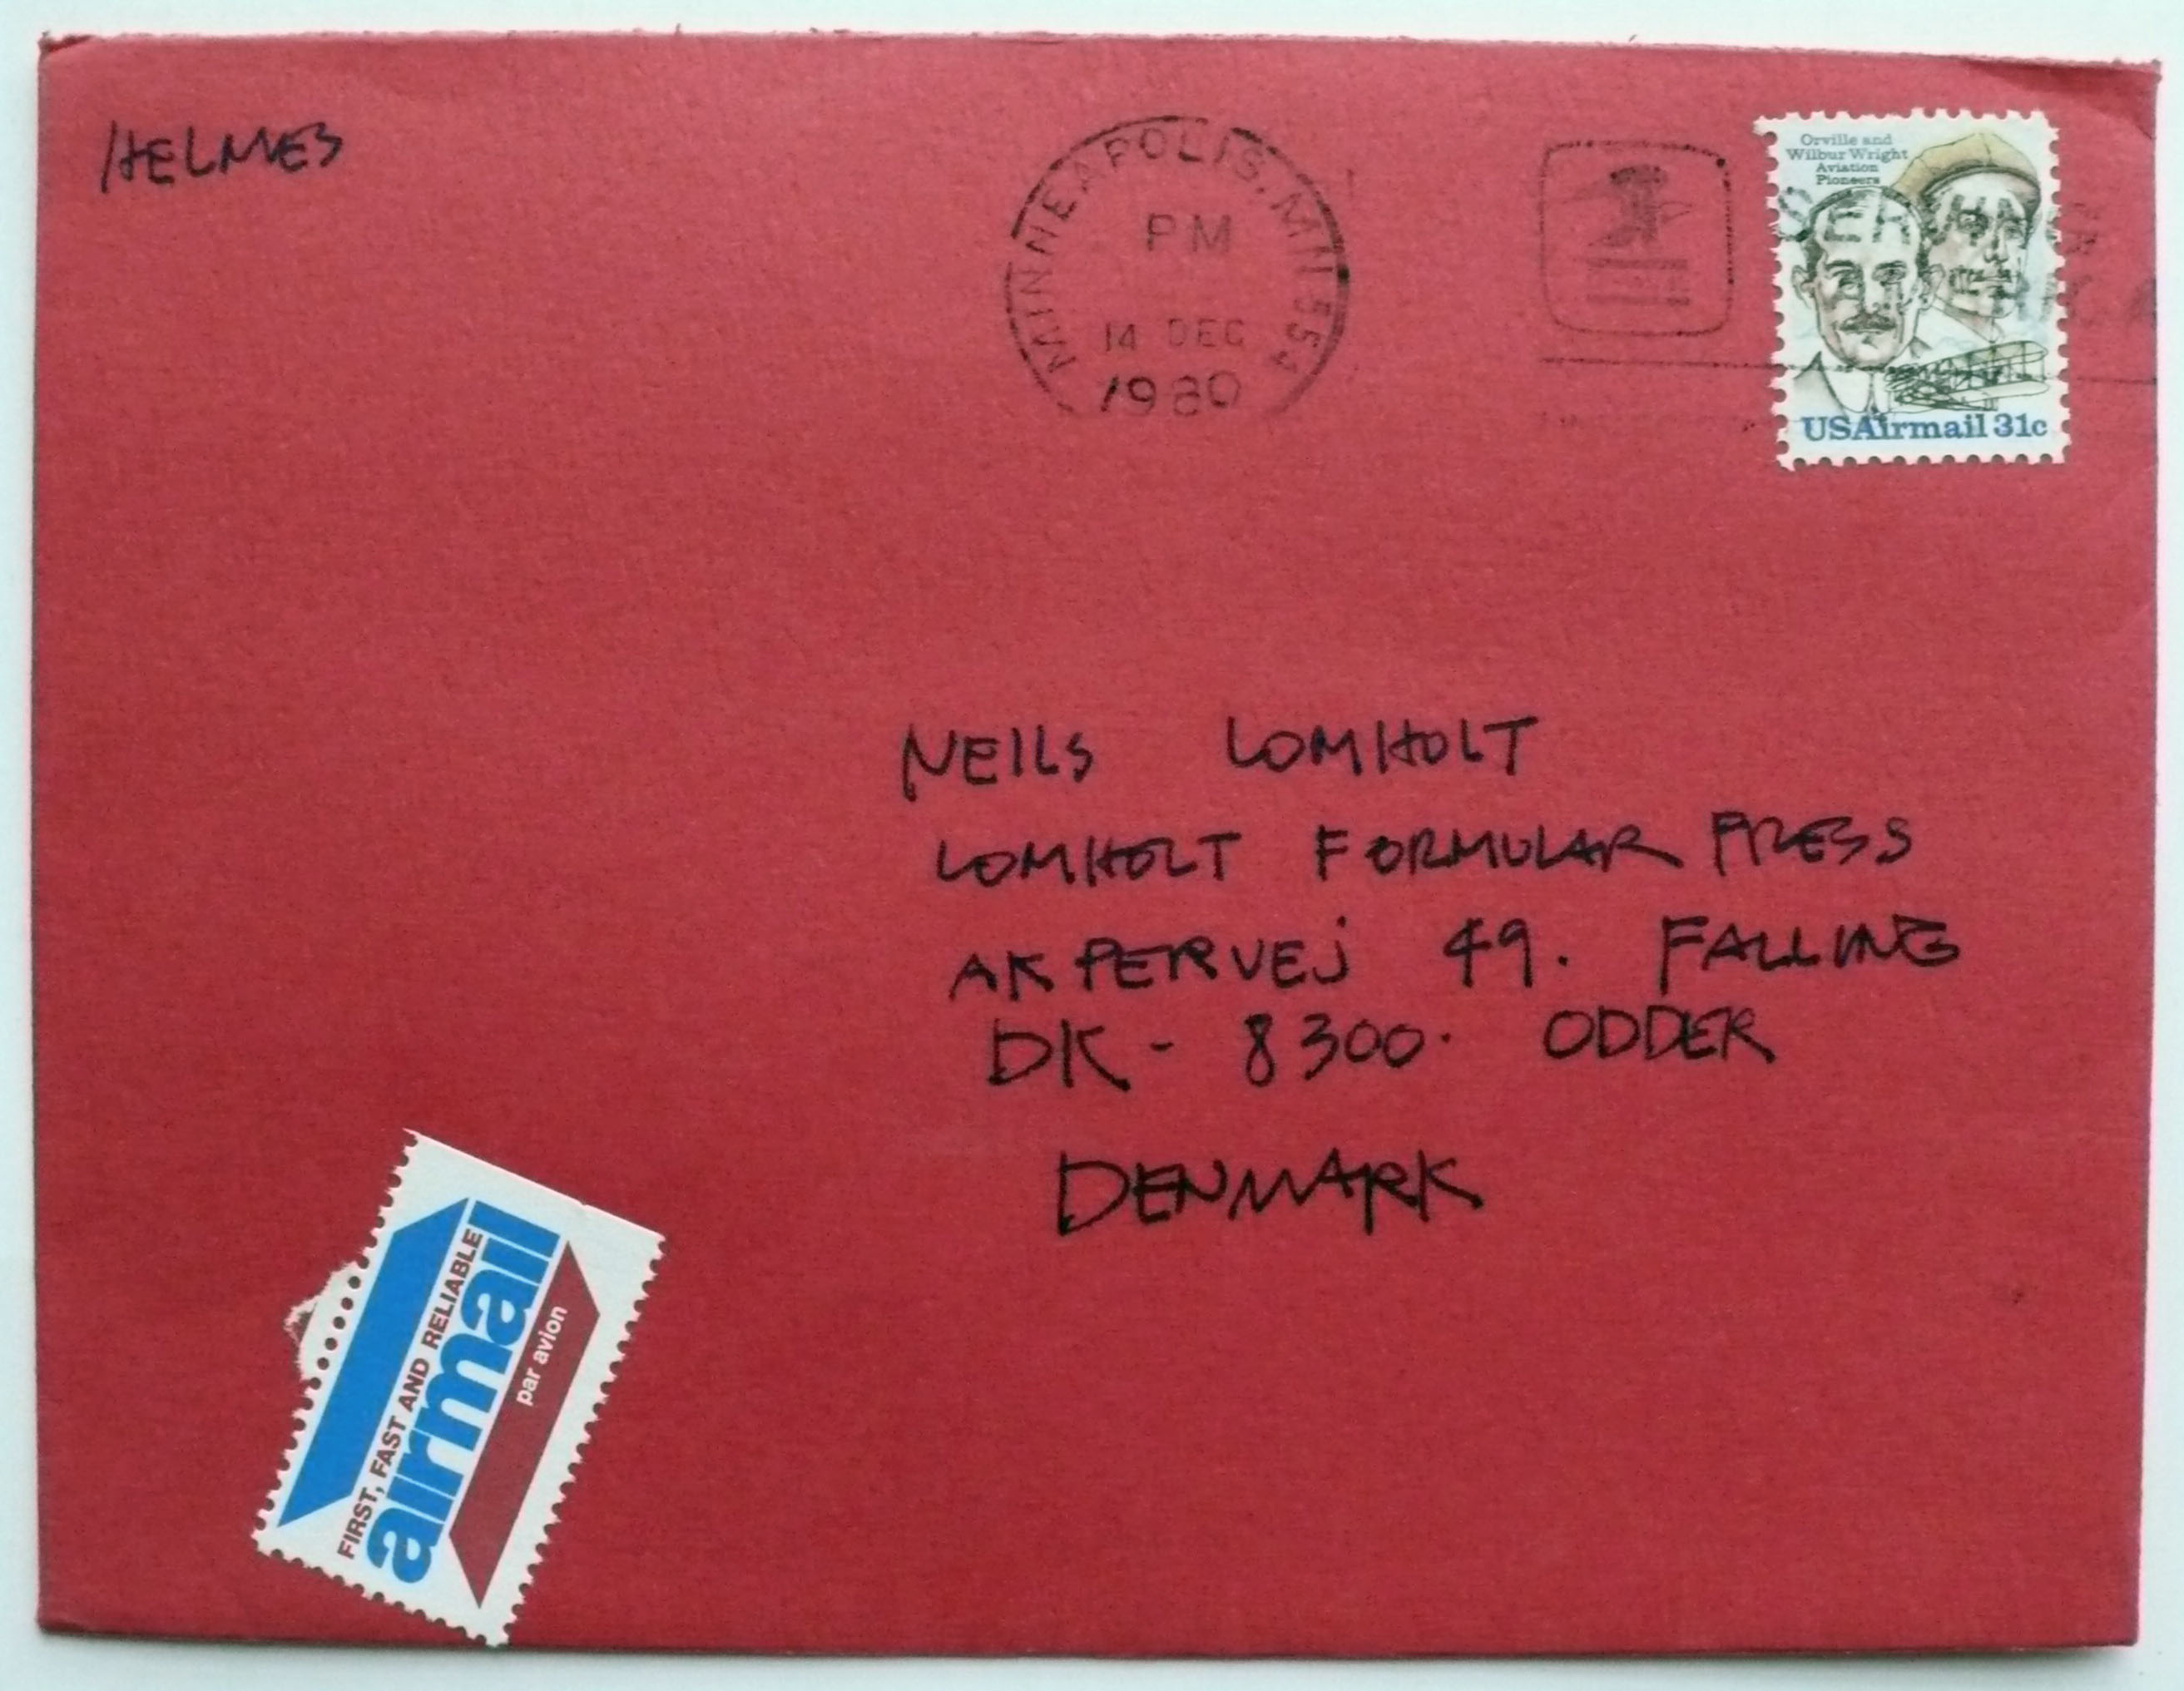 HELMES
MINNEAPOLIS, MN 554
PM
14 DEC
1980
Orville and
Wilbur Wright
Aviation
Pioneers
USAirmail 31c
NEILS LOMHOLT
LOMHOLT FORMULAR PRESS
AKPERVEJ 49. FALLING
DK - 8300. ODDER
DENMARK
FIRST, FAST AND RELIABLE
airmail
par avion